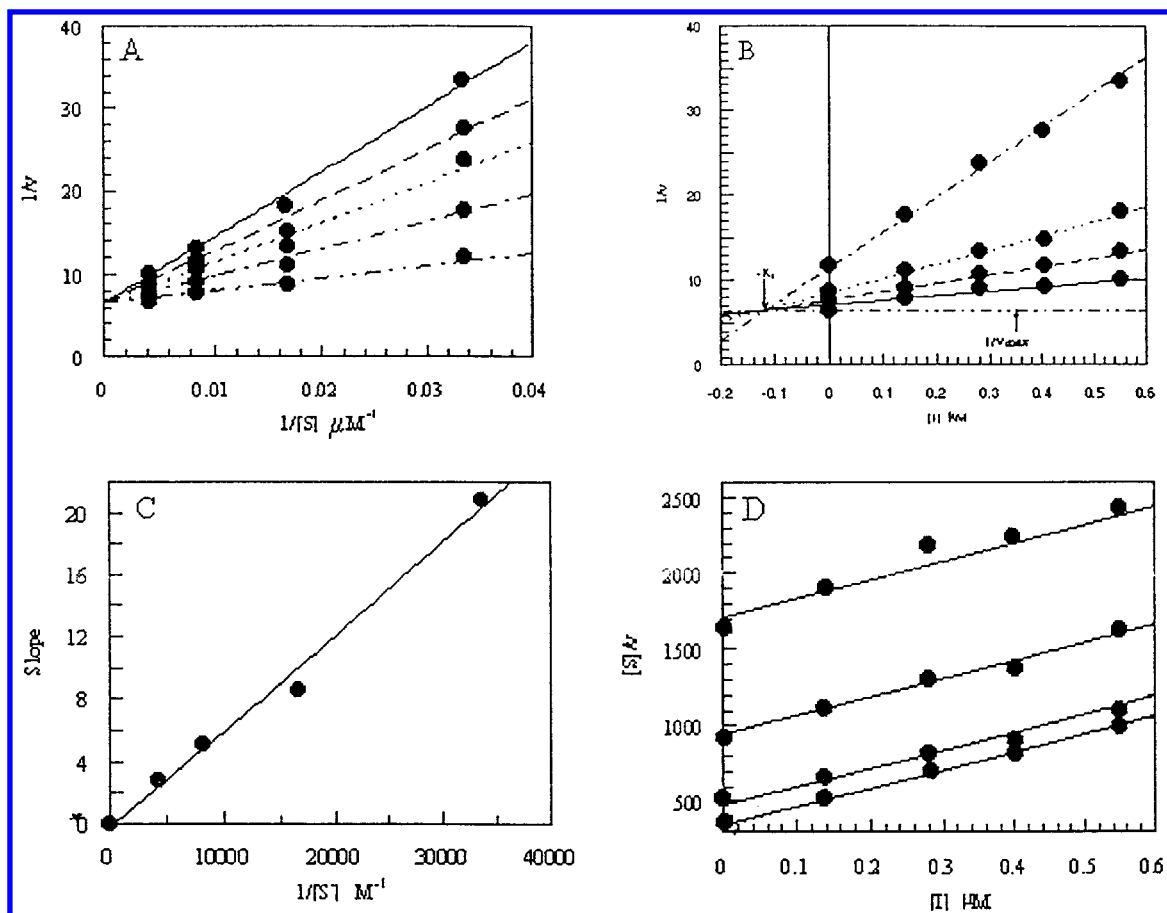 A
40
30
20
10
0
1/v
0 0.01 0.02 0.03 0.04
1/[S] μM⁻¹
B
40
30
20
10
0
1/v
-Kᵢ
1/Vmax
-0.2 -0.1 0 0.1 0.2 0.3 0.4 0.5 0.6
[I] μM
C
20
16
12
8
4
0
Slope
0 10000 20000 30000 40000
1/[S] M⁻¹
D
2500
2000
1500
1000
500
[S]/v
0 0.1 0.2 0.3 0.4 0.5 0.6
[I] μM